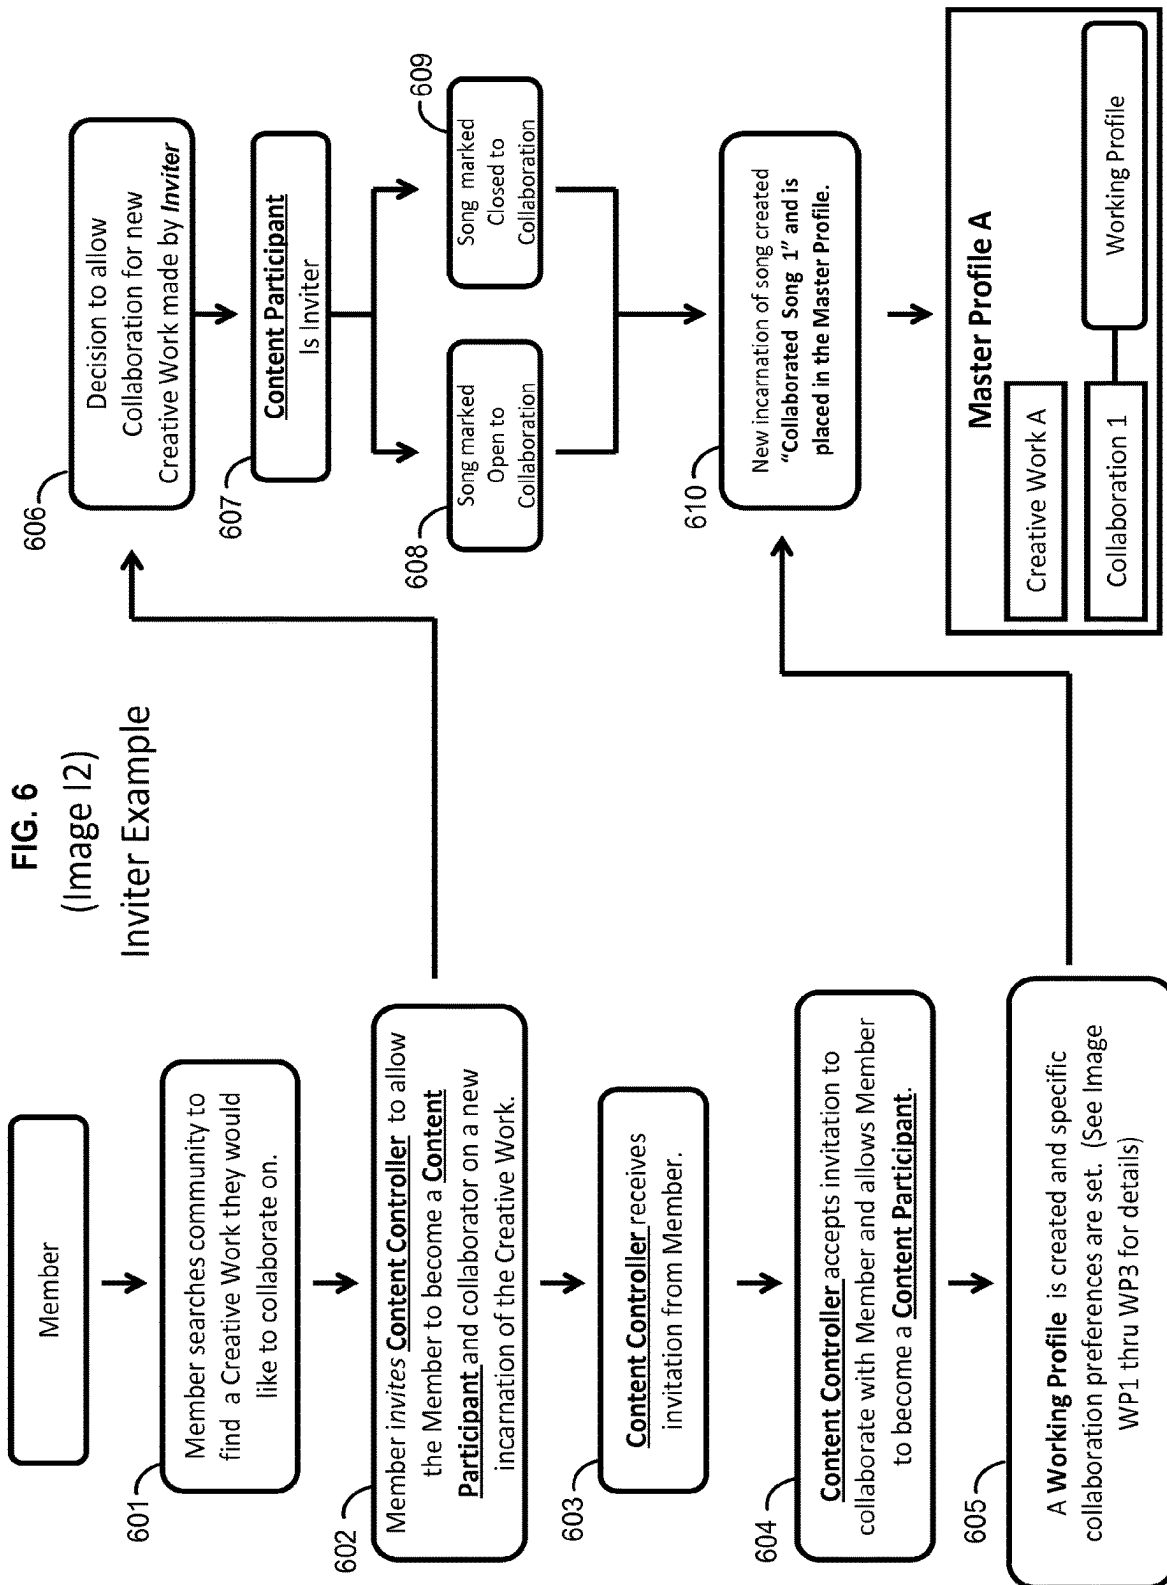 FIG. 6
(Image I2)
Inviter Example
Member
601
Member searches community to
find a Creative Work they would
like to collaborate on.
602
Member invites Content Controller to allow
the Member to become a Content
Participant and collaborator on a new
incarnation of the Creative Work.
603
Content Controller receives
invitation from Member.
604
Content Controller accepts invitation to
collaborate with Member and allows Member
to become a Content Participant.
605
A Working Profile is created and specific
collaboration preferences are set. (See Image
WP1 thru WP3 for details)
606
Decision to allow
Collaboration for new
Creative Work made by Inviter
607
Content Participant
Is Inviter
608
Song marked
Open to
Collaboration
609
Song marked
Closed to
Collaboration
610
New incarnation of song created
“Collaborated Song 1” and is
placed in the Master Profile.
Master Profile A
Creative Work A
Collaboration 1
Working Profile